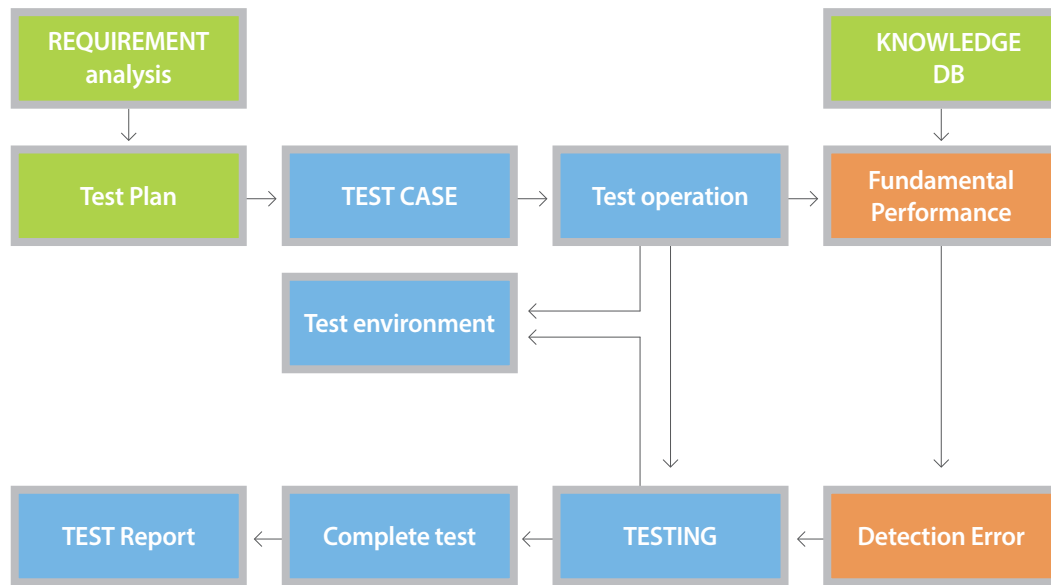 REQUIREMENT
analysis
KNOWLEDGE
DB
Test Plan
TEST CASE
Test operation
Fundamental
Performance
Test environment
TEST Report
Complete test
TESTING
Detection Error